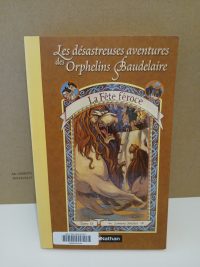 Les désastreuses aventures
des Orphelins Baudelaire
La Fête féroce
Nathan